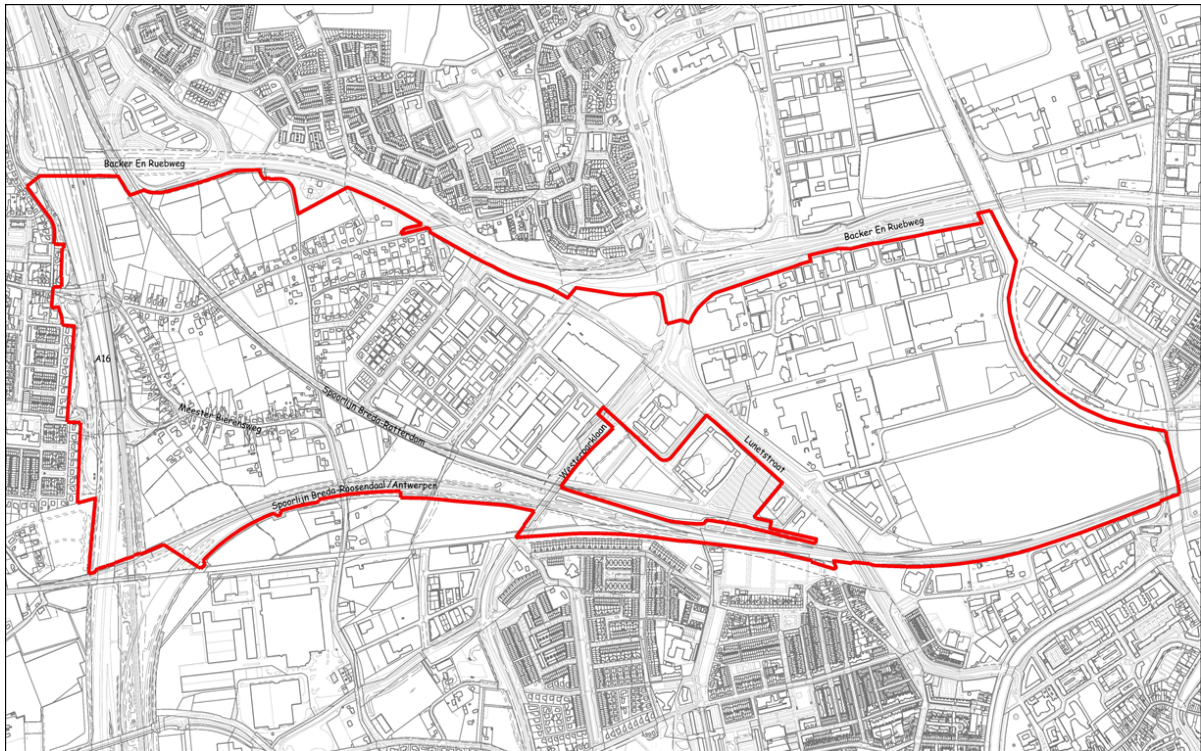 Backer En Ruebweg
Backer En Ruebweg
A16
Meester Bierensweg
Spoorlijn Breda-Rotterdam
Westerparklaan
Lunetstraat
Spoorlijn Breda-Roosendaal /Antwerpen